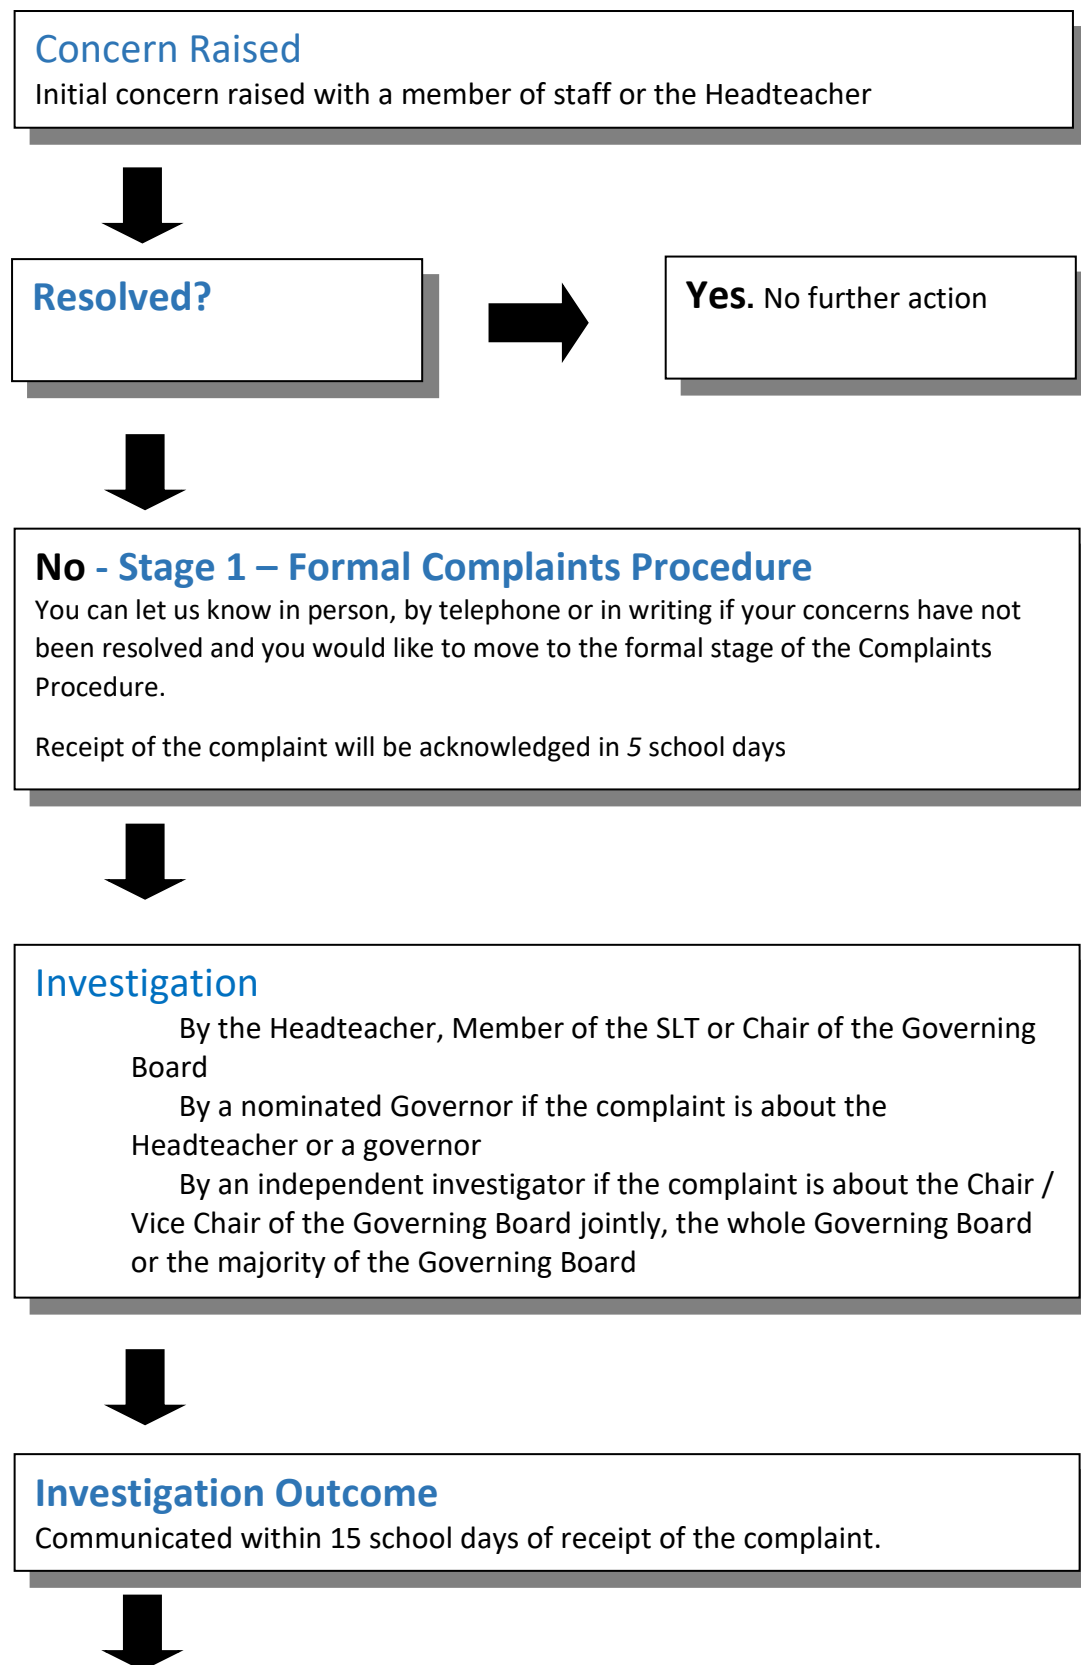 Concern Raised
Initial concern raised with a member of staff or the Headteacher
Resolved?
Yes. No further action
No - Stage 1 – Formal Complaints Procedure
You can let us know in person, by telephone or in writing if your concerns have not
been resolved and you would like to move to the formal stage of the Complaints
Procedure.
Receipt of the complaint will be acknowledged in 5 school days
Investigation
By the Headteacher, Member of the SLT or Chair of the Governing
Board
By a nominated Governor if the complaint is about the
Headteacher or a governor
By an independent investigator if the complaint is about the Chair /
Vice Chair of the Governing Board jointly, the whole Governing Board
or the majority of the Governing Board
Investigation Outcome
Communicated within 15 school days of receipt of the complaint.